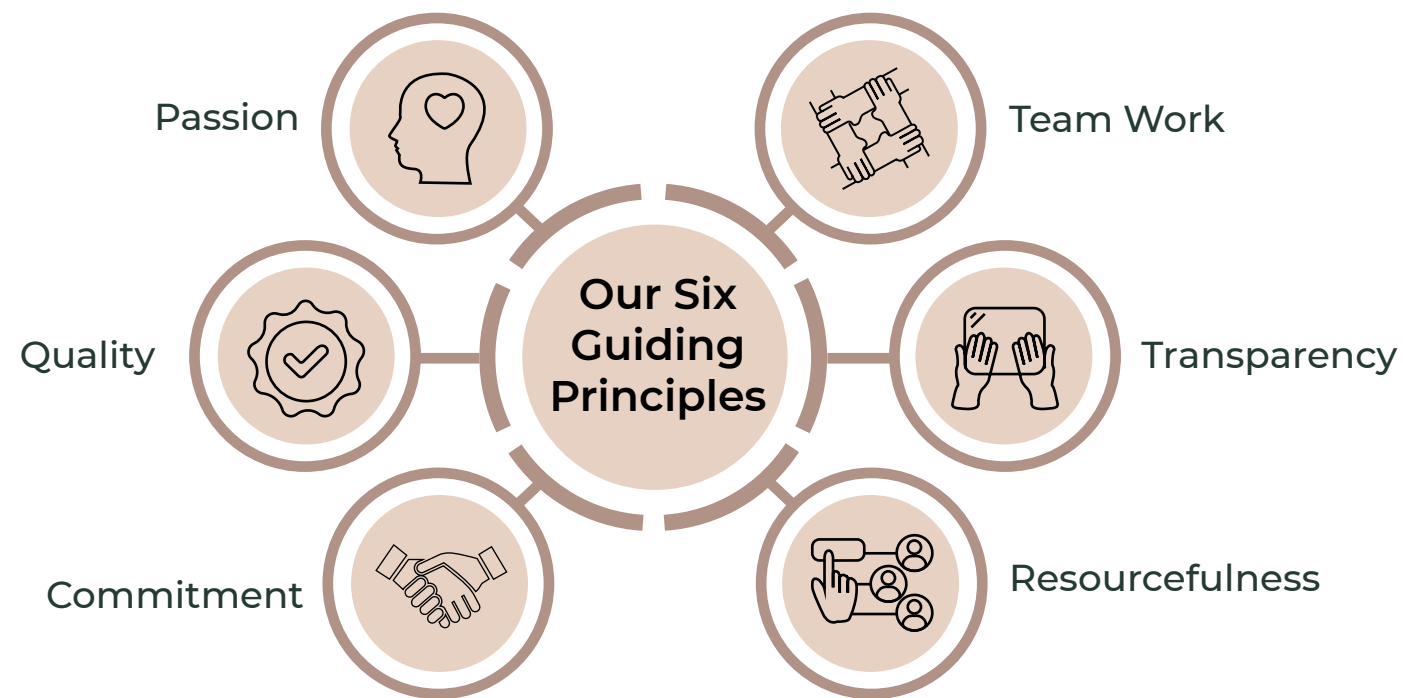 Passion
Team Work
Our Six
Guiding
Principles
Quality
Transparency
Commitment
Resourcefulness